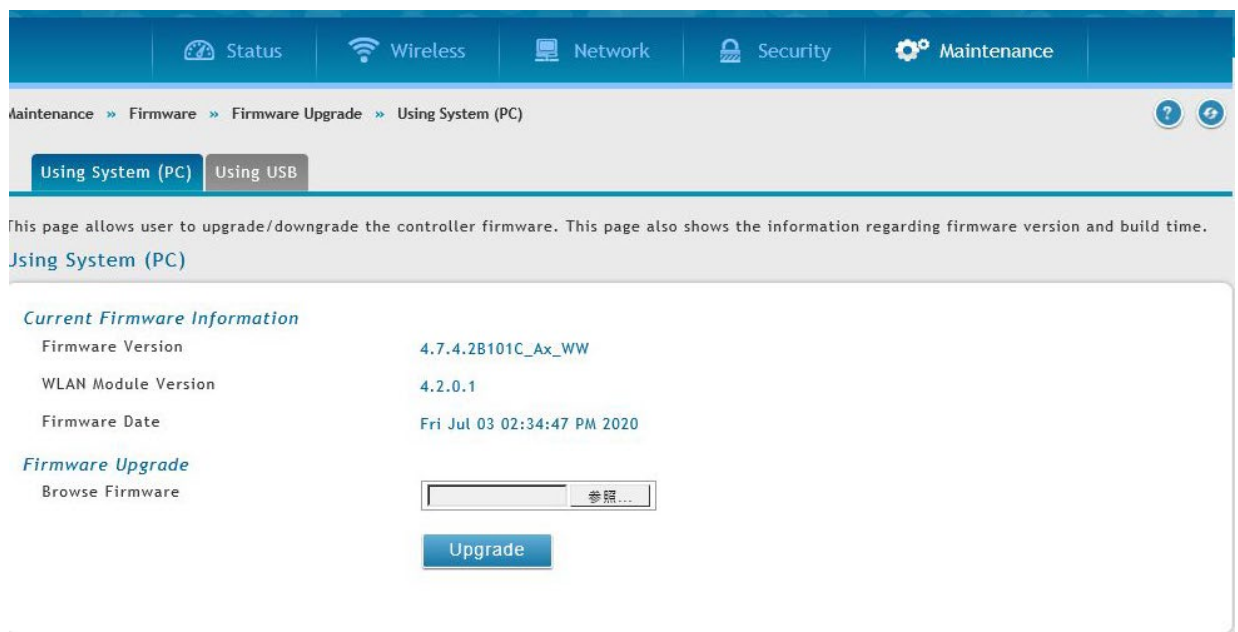 Status Wireless Network Security Maintenance
Maintenance » Firmware » Firmware Upgrade » Using System (PC) ?
Using System (PC) Using USB
This page allows user to upgrade/downgrade the controller firmware. This page also shows the information regarding firmware version and build time.
Using System (PC)
Current Firmware Information
Firmware Version 4.7.4.2B101C_Ax_WW
WLAN Module Version 4.2.0.1
Firmware Date Fri Jul 03 02:34:47 PM 2020
Firmware Upgrade
Browse Firmware 参照...
Upgrade